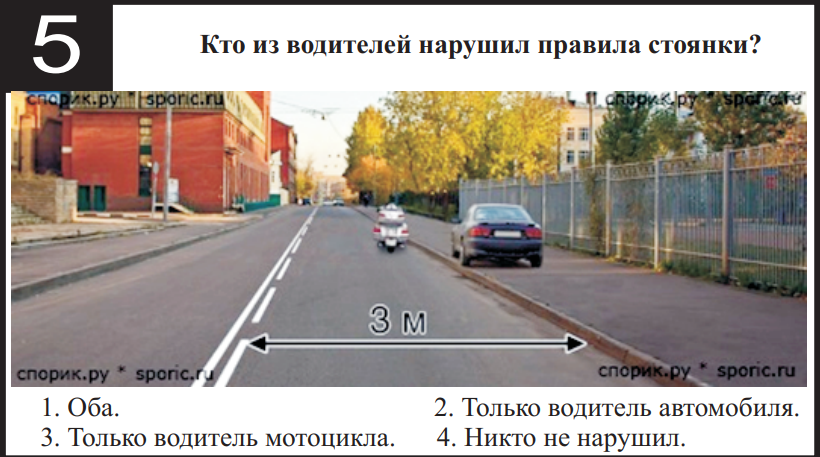 5
Кто из водителей нарушил правила стоянки?
спорик.ру * sporic.ru
спорик.ру * sporic.ru
3 м
спорик.ру * sporic.ru
спорик.ру * sporic.ru
1. Оба.
2. Только водитель автомобиля.
3. Только водитель мотоцикла.
4. Никто не нарушил.